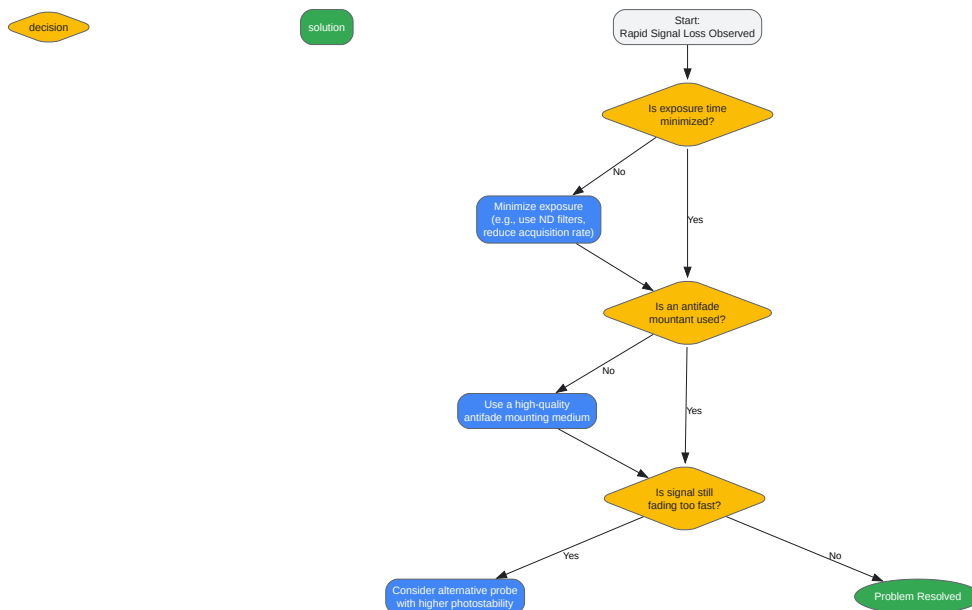 decision
solution
Start:
Rapid Signal Loss Observed
Is exposure time
minimized?
No
Yes
Minimize exposure
(e.g., use ND filters,
reduce acquisition rate)
Is an antifade
mountant used?
No
Yes
Use a high-quality
antifade mounting medium
Is signal still
fading too fast?
Yes
No
Consider alternative probe
with higher photostability
Problem Resolved